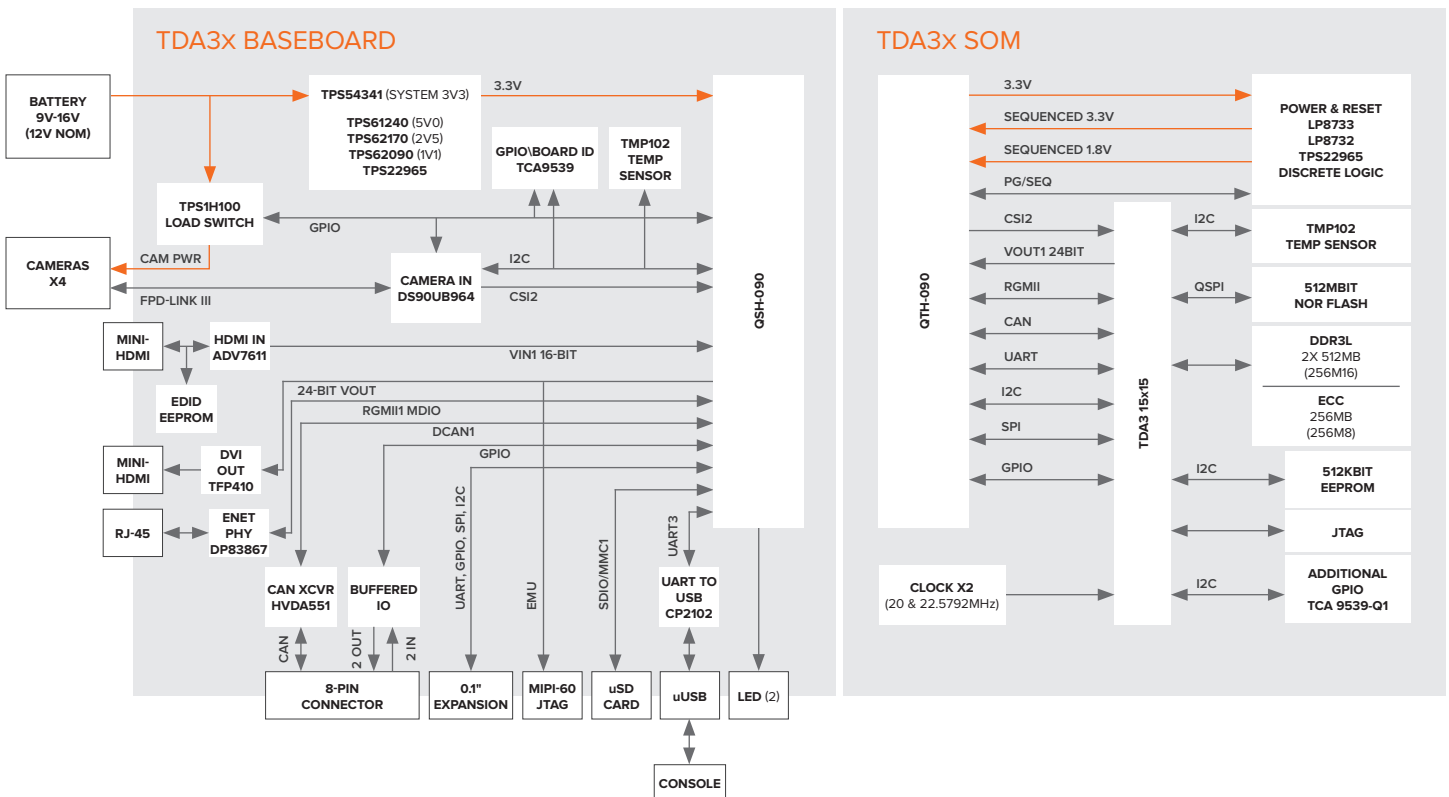 TDA3x BASEBOARD
BATTERY
9V-16V
(12V NOM)
TPS54341 (SYSTEM 3V3)
TPS61240 (5V0)
TPS62170 (2V5)
TPS62090 (1V1)
TPS22965
3.3V
GPIO\BOARD ID
TCA9539
TMP102
TEMP
SENSOR
TPS1H100
LOAD SWITCH
GPIO
CAMERAS
X4
CAM PWR
FPD-LINK III
CAMERA IN
DS90UB964
I2C
CSI2
QSH-090
MINI-
HDMI
HDMI IN
ADV7611
VIN1 16-BIT
EDID
EEPROM
24-BIT VOUT
RGMII1 MDIO
DCAN1
GPIO
MINI-
HDMI
DVI
OUT
TFP410
RJ-45
ENET
PHY
DP83867
CAN XCVR
HVDA551
BUFFERED
IO
UART, GPIO, SPI, I2C
EMU
SDIO/MMC1
UART3
UART TO
USB
CP2102
CAN
2 OUT
2 IN
8-PIN
CONNECTOR
0.1"
EXPANSION
MIPI-60
JTAG
uSD
CARD
uUSB
LED (2)
CONSOLE
TDA3x SOM
QTH-090
3.3V
SEQUENCED 3.3V
SEQUENCED 1.8V
PG/SEQ
POWER & RESET
LP8733
LP8732
TPS22965
DISCRETE LOGIC
CSI2
VOUT1 24BIT
RGMII
CAN
UART
I2C
SPI
GPIO
TDA3 15x15
I2C
TMP102
TEMP SENSOR
QSPI
512MBIT
NOR FLASH
DDR3L
2X 512MB
(256M16)
ECC
256MB
(256M8)
I2C
512KBIT
EEPROM
JTAG
CLOCK X2
(20 & 22.5792MHz)
I2C
ADDITIONAL
GPIO
TCA 9539-Q1